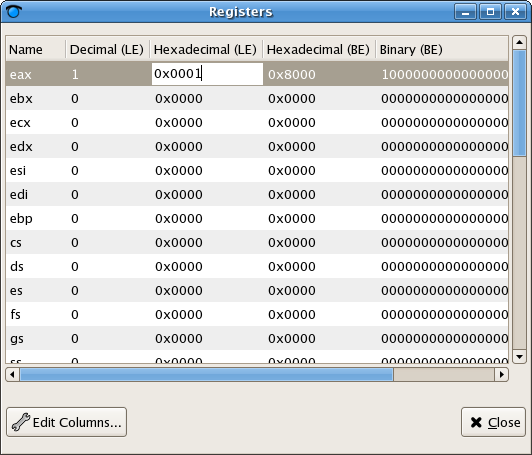 Registers
Name Decimal (LE) Hexadecimal (LE) Hexadecimal (BE) Binary (BE)
eax 1 0x0001 0x8000 1000000000000000
ebx 0 0x0000 0x0000 0000000000000000
ecx 0 0x0000 0x0000 0000000000000000
edx 0 0x0000 0x0000 0000000000000000
esi 0 0x0000 0x0000 0000000000000000
edi 0 0x0000 0x0000 0000000000000000
ebp 0 0x0000 0x0000 0000000000000000
cs 0 0x0000 0x0000 0000000000000000
ds 0 0x0000 0x0000 0000000000000000
es 0 0x0000 0x0000 0000000000000000
fs 0 0x0000 0x0000 0000000000000000
gs 0 0x0000 0x0000 0000000000000000
ss 0 0x0000 0x0000 0000000000000000
Edit Columns... Close